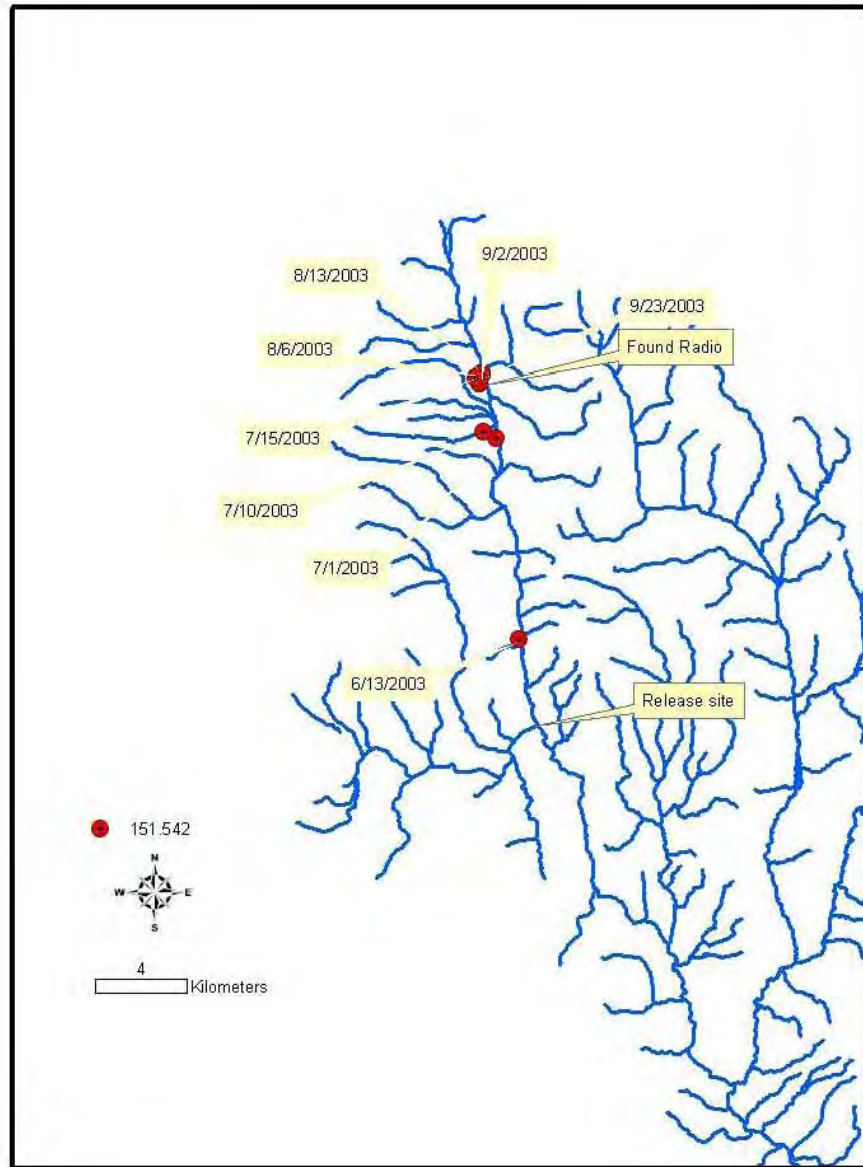 9/2/2003
8/13/2003
9/23/2003
Found Radio
8/6/2003
7/15/2003
7/10/2003
7/1/2003
6/13/2003
Release site
151.542
N
W E
S
4
Kilometers